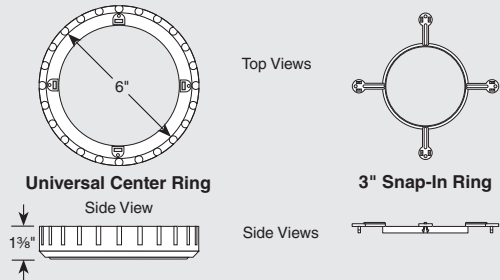 6"
Top Views
Universal Center Ring
3" Snap-In Ring
Side View
Side Views
1⅜"